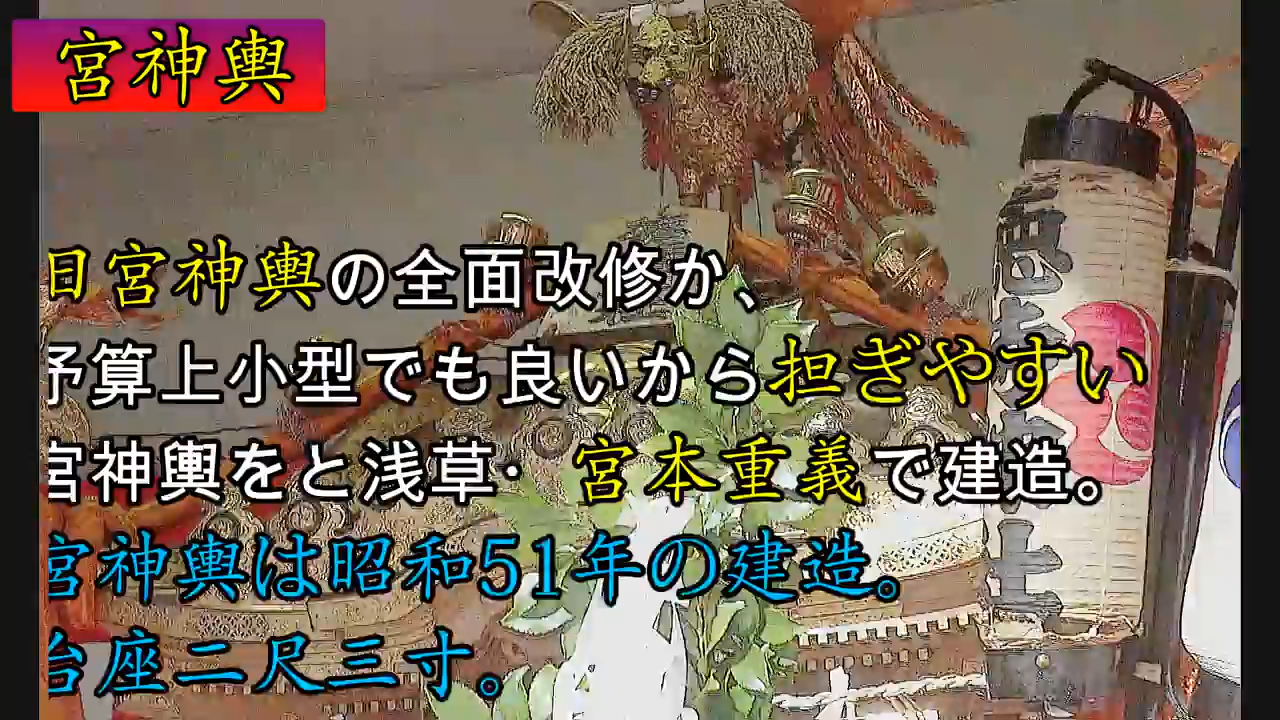 宮神輿
旧宮神輿の全面改修か、
予算上小型でも良いから担ぎやすい
宮神輿をと浅草・宮本重義で建造。
宮神輿は昭和51年の建造。
台座二尺三寸。